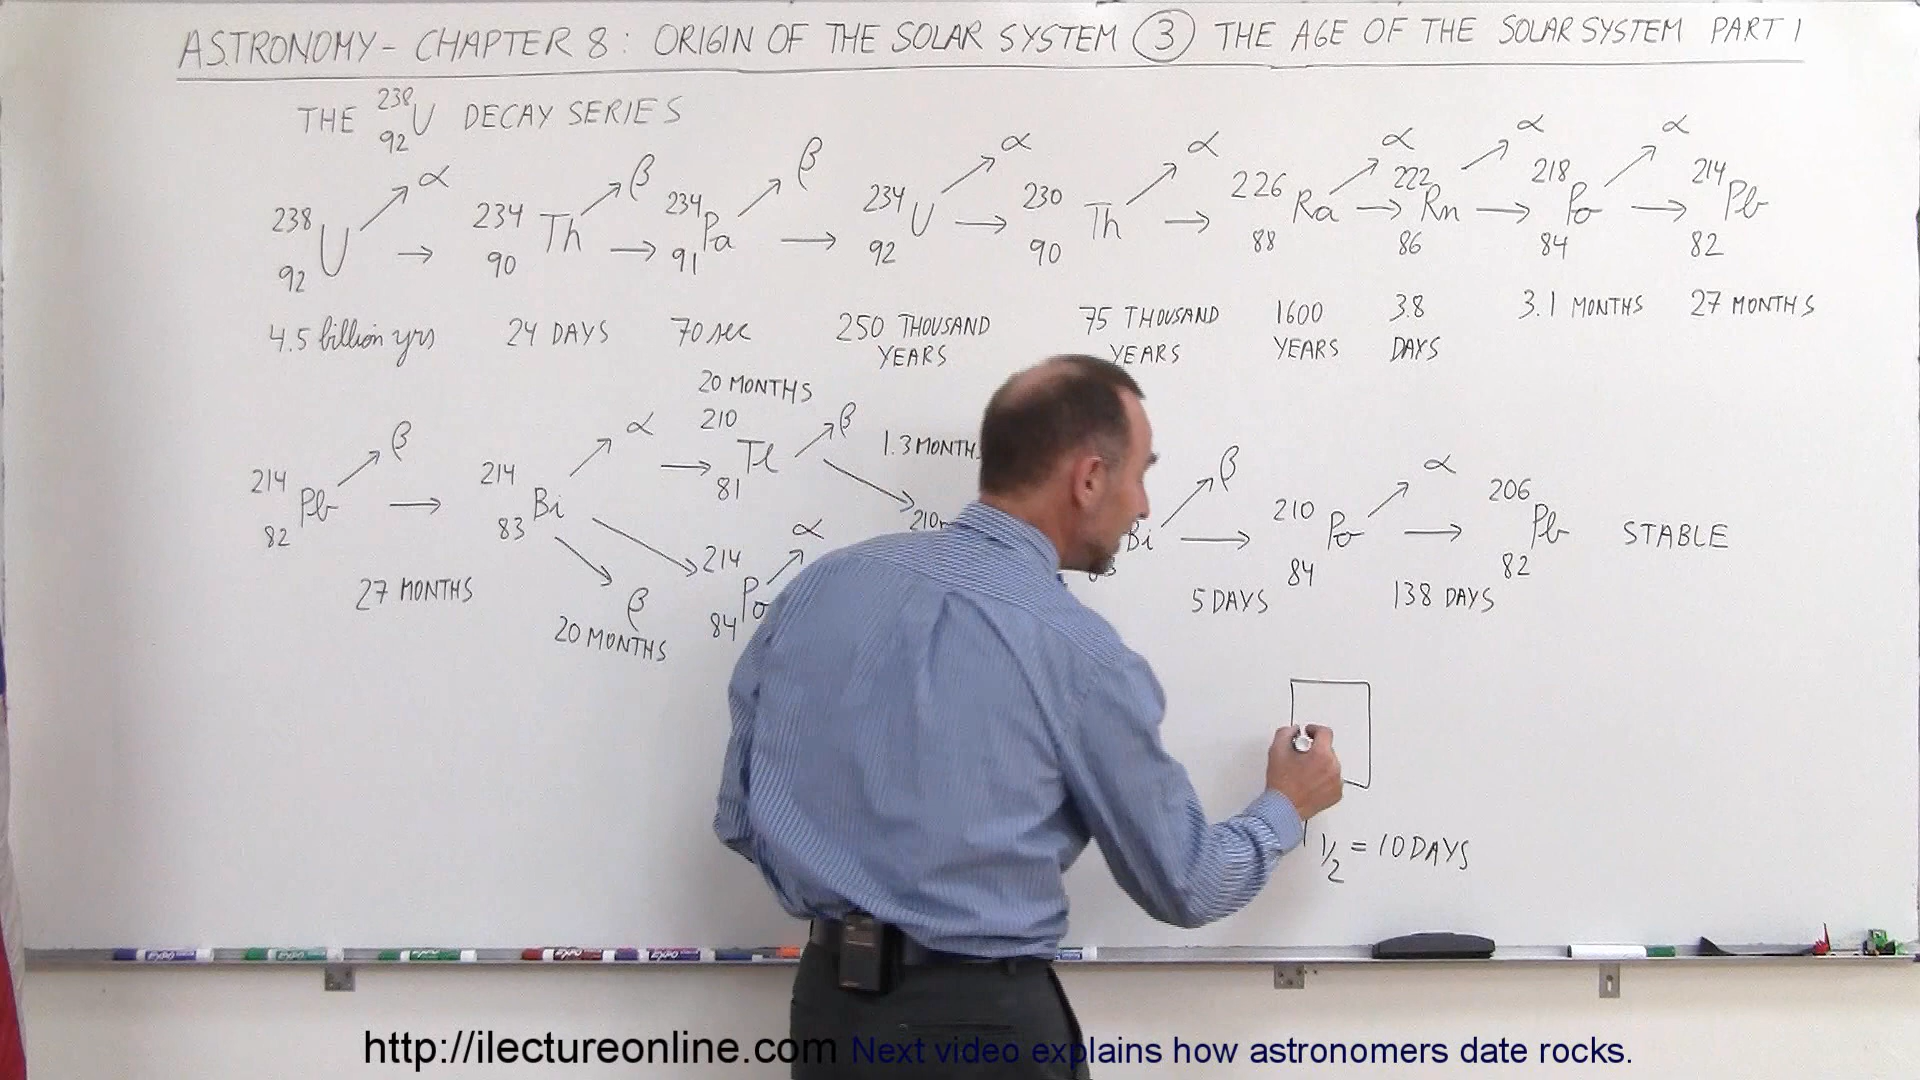 ASTRONOMY - CHAPTER 8: ORIGIN OF THE SOLAR SYSTEM ③ THE AGE OF THE SOLAR SYSTEM PART 1
THE 238 92 U DECAY SERIES
α β β α α α α α
238 92 U → 234 90 Th → 234 91 Pa → 234 92 U → 230 90 Th → 226 88 Ra → 222 86 Rn → 218 84 Po → 214 82 Pb
4.5 billion yrs 24 DAYS 70 sec 250 THOUSAND YEARS 75 THOUSAND YEARS 1600 YEARS 3.8 DAYS 3.1 MONTHS 27 MONTHS
20 MONTHS
β α 210 81 Tl β 1.3 MONTHS β α
214 82 Pb → 214 83 Bi → 210 Bi → 210 84 Po → 206 82 Pb STABLE
α
214 84 Po
27 MONTHS β 5 DAYS 138 DAYS
20 MONTHS
1/2 = 10 DAYS
http://ilectureonline.com Next video explains how astronomers date rocks.